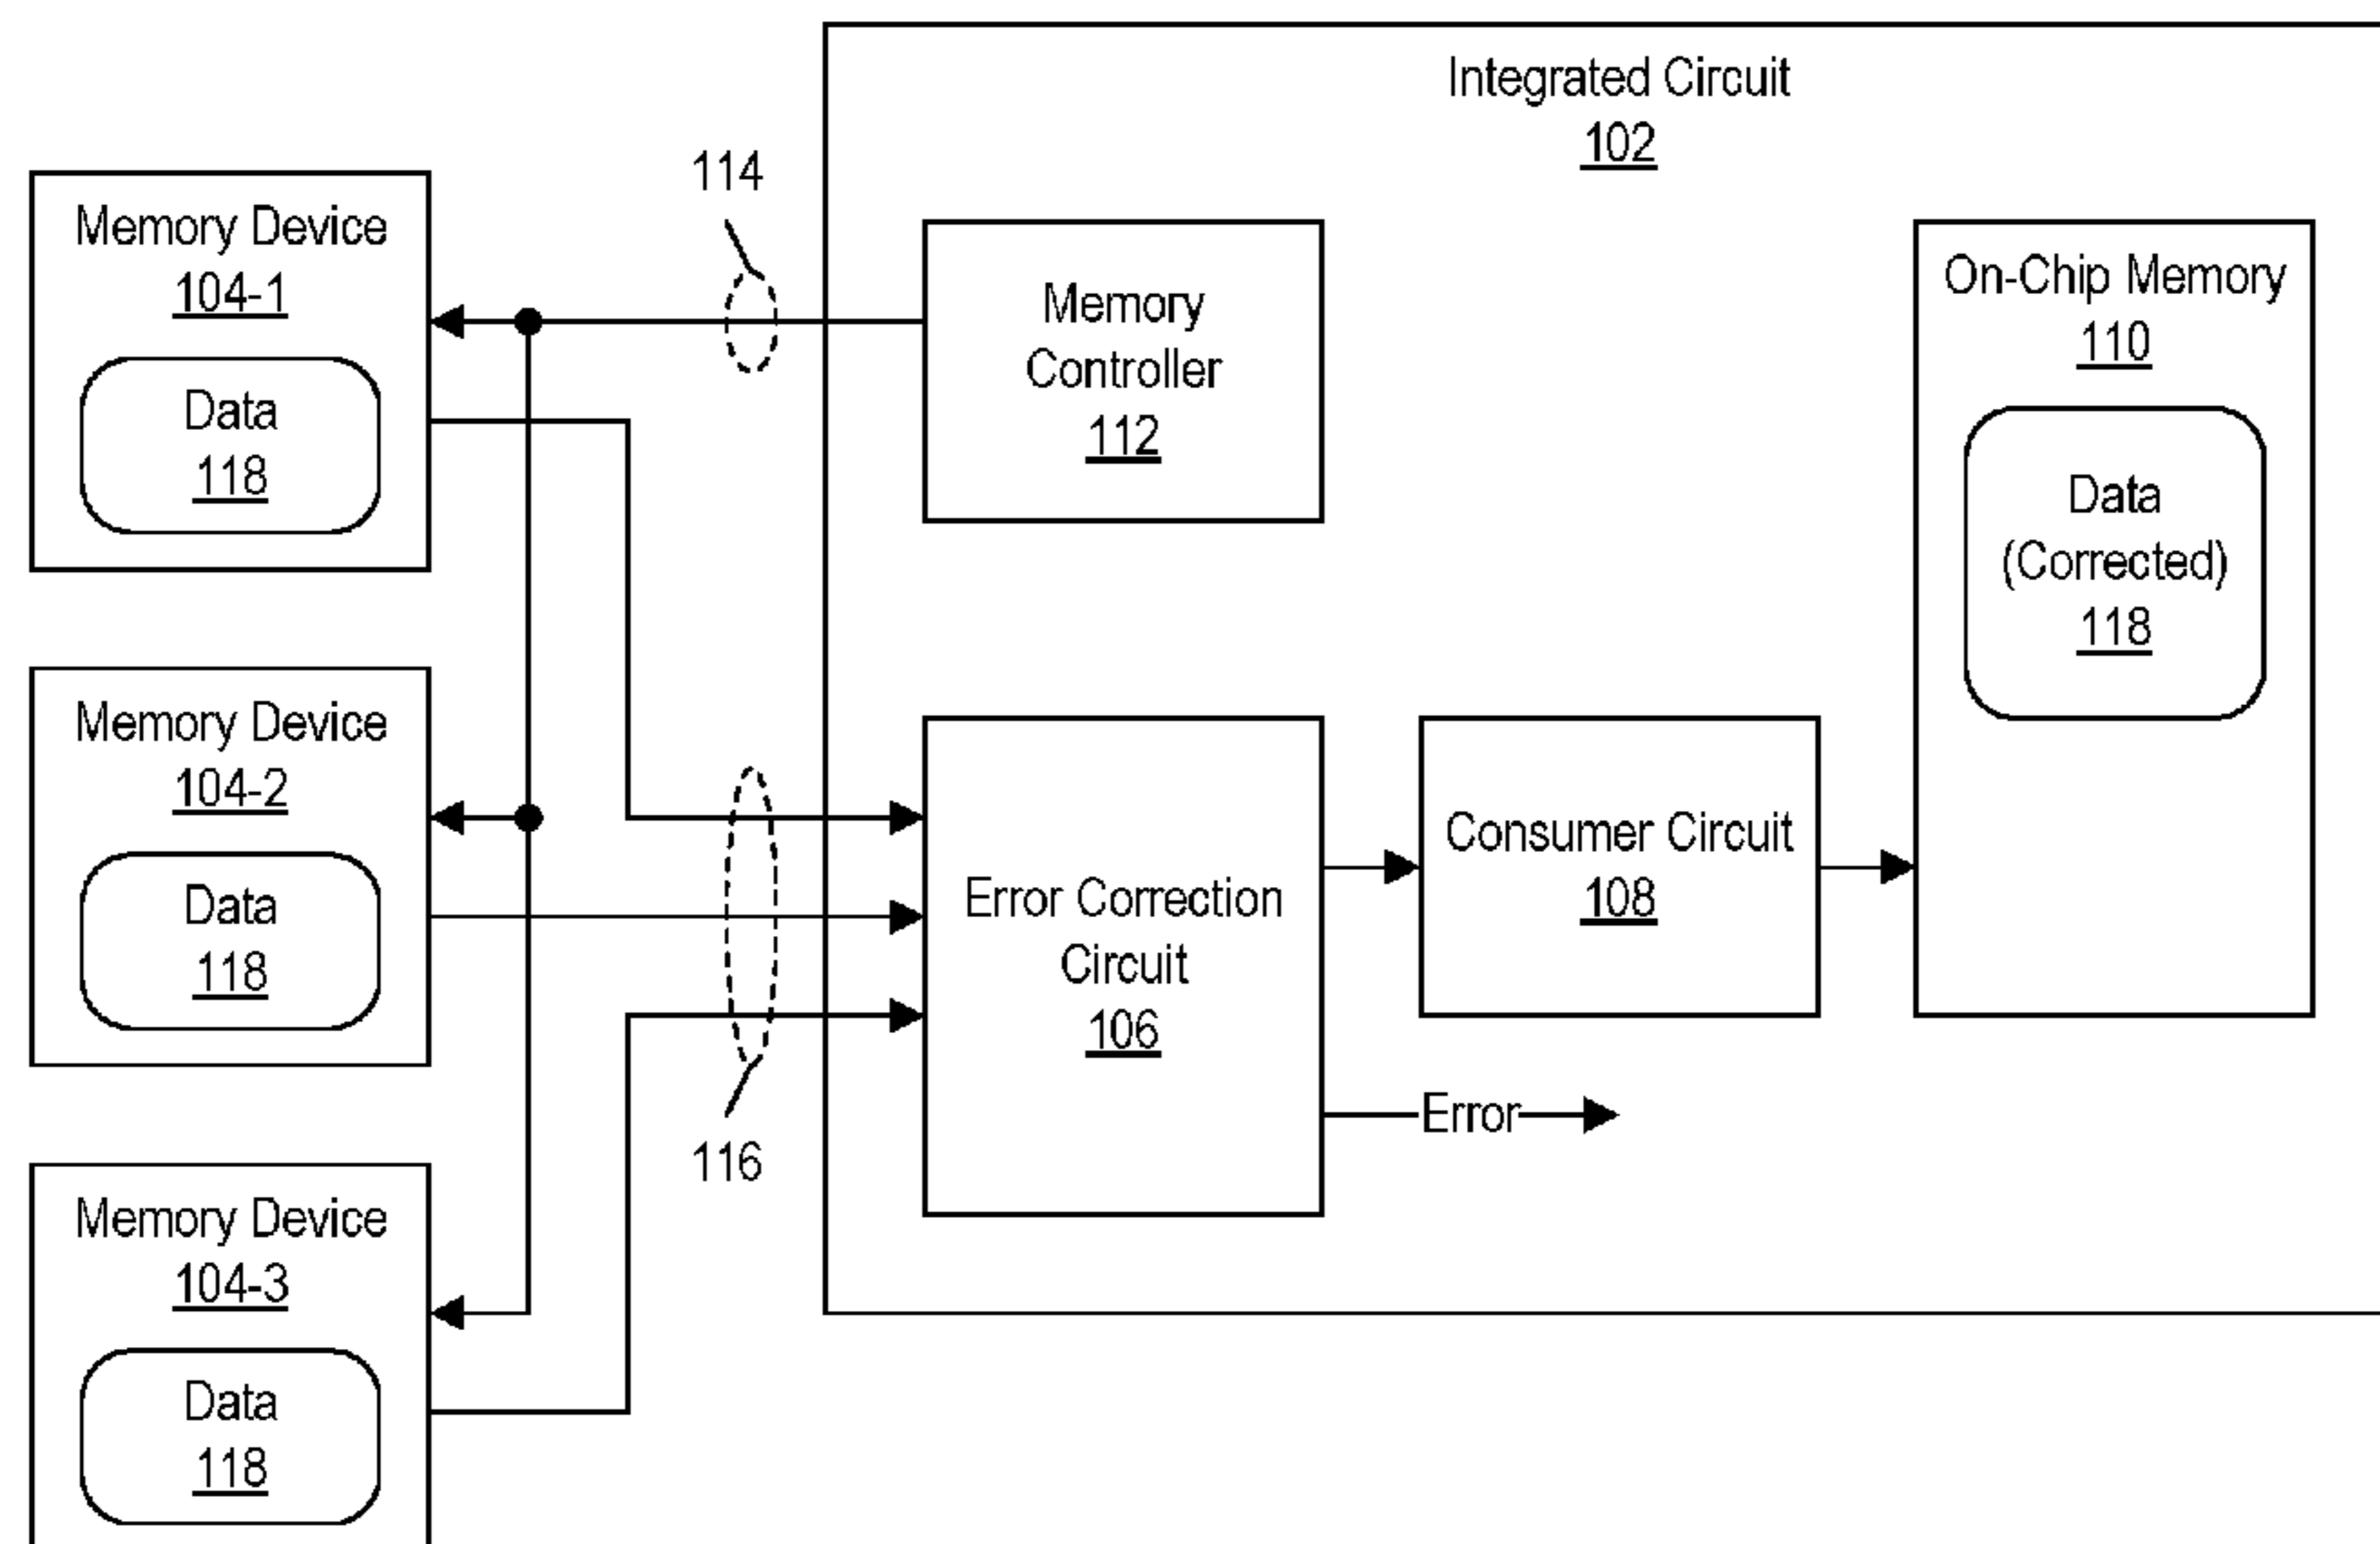 Integrated Circuit
102
114
Memory Device
104-1
Data
118
Memory
Controller
112
On-Chip Memory
110
Data
(Corrected)
118
Memory Device
104-2
Data
118
Error Correction
Circuit
106
Consumer Circuit
108
Error
116
Memory Device
104-3
Data
118